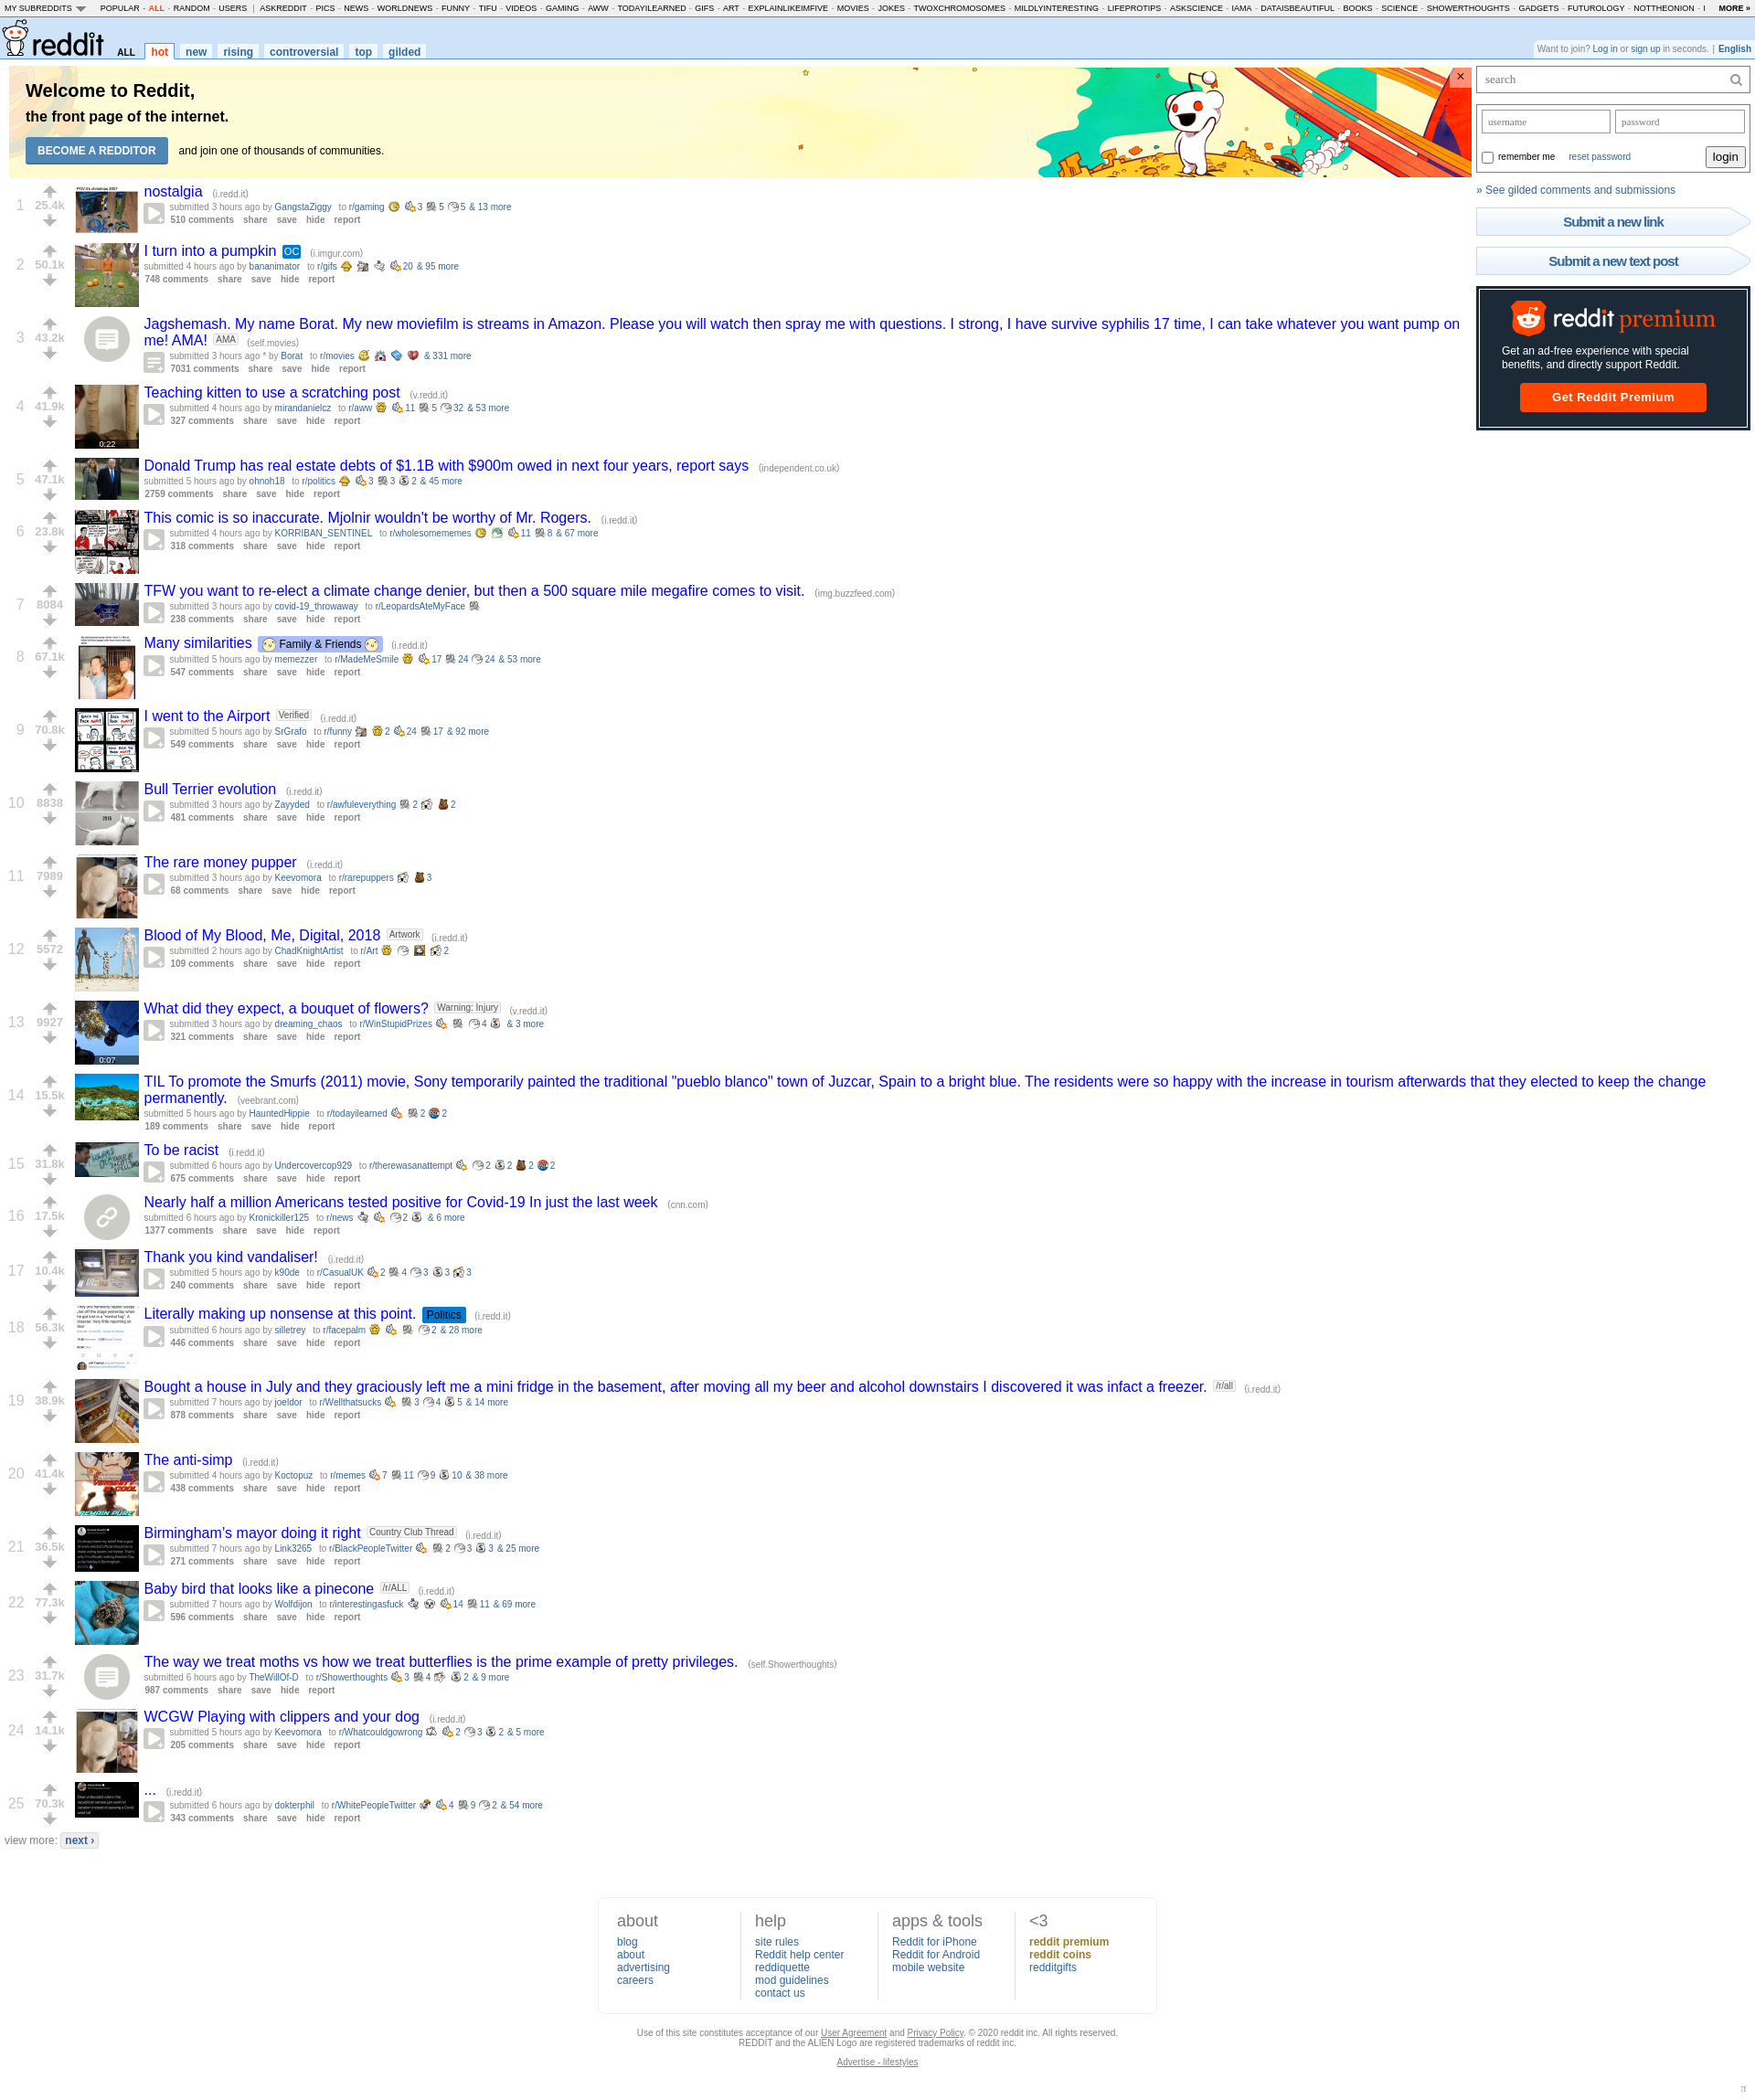 MY SUBREDDITS POPULAR - ALL - RANDOM - USERS | ASKREDDIT - PICS - NEWS - WORLDNEWS - FUNNY - TIFU - VIDEOS - GAMING - AWW - TODAYILEARNED - GIFS - ART - EXPLAINLIKEIMFIVE - MOVIES - JOKES - TWOXCHROMOSOMES - MILDLYINTERESTING - LIFEPROTIPS - ASKSCIENCE - IAMA - DATAISBEAUTIFUL - BOOKS - SCIENCE - SHOWERTHOUGHTS - GADGETS - FUTUROLOGY - NOTTHEONION - I MORE »
reddit ALL hot new rising controversial top gilded
Want to join? Log in or sign up in seconds. | English
Welcome to Reddit,
the front page of the internet.
BECOME A REDDITOR and join one of thousands of communities.
×
search
username password
remember me reset password login
» See gilded comments and submissions
Submit a new link
Submit a new text post
reddit premium
Get an ad-free experience with special
benefits, and directly support Reddit.
Get Reddit Premium
1 25.4k nostalgia (i.redd.it)
submitted 3 hours ago by GangstaZiggy to r/gaming 3 5 5 & 13 more
510 comments share save hide report
2 50.1k I turn into a pumpkin OC (i.imgur.com)
submitted 4 hours ago by bananimator to r/gifs 20 & 95 more
748 comments share save hide report
3 43.2k Jagshemash. My name Borat. My new moviefilm is streams in Amazon. Please you will watch then spray me with questions. I strong, I have survive syphilis 17 time, I can take whatever you want pump on
me! AMA! AMA (self.movies)
submitted 3 hours ago * by Borat to r/movies & 331 more
7031 comments share save hide report
4 41.9k Teaching kitten to use a scratching post (v.redd.it)
submitted 4 hours ago by mirandanielcz to r/aww 11 5 32 & 53 more
327 comments share save hide report
0:22
5 47.1k Donald Trump has real estate debts of $1.1B with $900m owed in next four years, report says (independent.co.uk)
submitted 5 hours ago by ohnoh18 to r/politics 3 3 2 & 45 more
2759 comments share save hide report
6 23.8k This comic is so inaccurate. Mjolnir wouldn't be worthy of Mr. Rogers. (i.redd.it)
submitted 4 hours ago by KORRIBAN_SENTINEL to r/wholesomememes 11 8 & 67 more
318 comments share save hide report
7 8084 TFW you want to re-elect a climate change denier, but then a 500 square mile megafire comes to visit. (img.buzzfeed.com)
submitted 3 hours ago by covid-19_throwaway to r/LeopardsAteMyFace
238 comments share save hide report
8 67.1k Many similarities Family & Friends (i.redd.it)
submitted 5 hours ago by memezzer to r/MadeMeSmile 17 24 24 & 53 more
547 comments share save hide report
9 70.8k I went to the Airport Verified (i.redd.it)
submitted 5 hours ago by SrGrafo to r/funny 2 24 17 & 92 more
549 comments share save hide report
10 8838 Bull Terrier evolution (i.redd.it)
submitted 3 hours ago by Zayyded to r/awfuleverything 2 2
481 comments share save hide report
11 7989 The rare money pupper (i.redd.it)
submitted 3 hours ago by Keevomora to r/rarepuppers 3
68 comments share save hide report
12 5572 Blood of My Blood, Me, Digital, 2018 Artwork (i.redd.it)
submitted 2 hours ago by ChadKnightArtist to r/Art 2
109 comments share save hide report
13 9927 What did they expect, a bouquet of flowers? Warning: Injury (v.redd.it)
submitted 3 hours ago by dreaming_chaos to r/WinStupidPrizes 4 & 3 more
321 comments share save hide report
0:07
14 15.5k TIL To promote the Smurfs (2011) movie, Sony temporarily painted the traditional "pueblo blanco" town of Juzcar, Spain to a bright blue. The residents were so happy with the increase in tourism afterwards that they elected to keep the change
permanently. (veebrant.com)
submitted 5 hours ago by HauntedHippie to r/todayilearned 2 2
189 comments share save hide report
15 31.8k To be racist (i.redd.it)
submitted 6 hours ago by Undercovercop929 to r/therewasanattempt 2 2 2 2
675 comments share save hide report
16 17.5k Nearly half a million Americans tested positive for Covid-19 In just the last week (cnn.com)
submitted 6 hours ago by Kronickiller125 to r/news 2 & 6 more
1377 comments share save hide report
17 10.4k Thank you kind vandaliser! (i.redd.it)
submitted 5 hours ago by k90de to r/CasualUK 2 4 3 3 3
240 comments share save hide report
18 56.3k Literally making up nonsense at this point. Politics (i.redd.it)
submitted 6 hours ago by silletrey to r/facepalm 2 & 28 more
446 comments share save hide report
19 38.9k Bought a house in July and they graciously left me a mini fridge in the basement, after moving all my beer and alcohol downstairs I discovered it was infact a freezer. /r/all (i.redd.it)
submitted 7 hours ago by joeldor to r/Wellthatsucks 3 4 5 & 14 more
878 comments share save hide report
20 41.4k The anti-simp (i.redd.it)
submitted 4 hours ago by Koctopuz to r/memes 7 11 9 10 & 38 more
438 comments share save hide report
21 36.5k Birmingham's mayor doing it right Country Club Thread (i.redd.it)
submitted 7 hours ago by Link3265 to r/BlackPeopleTwitter 2 3 3 & 25 more
271 comments share save hide report
22 77.3k Baby bird that looks like a pinecone /r/ALL (i.redd.it)
submitted 7 hours ago by Wolfdijon to r/interestingasfuck 14 11 & 69 more
596 comments share save hide report
23 31.7k The way we treat moths vs how we treat butterflies is the prime example of pretty privileges. (self.Showerthoughts)
submitted 6 hours ago by TheWillOf-D to r/Showerthoughts 3 4 2 & 9 more
987 comments share save hide report
24 14.1k WCGW Playing with clippers and your dog (i.redd.it)
submitted 5 hours ago by Keevomora to r/Whatcouldgowrong 2 3 2 & 5 more
205 comments share save hide report
25 70.3k ... (i.redd.it)
submitted 6 hours ago by dokterphil to r/WhitePeopleTwitter 4 9 2 & 54 more
343 comments share save hide report
view more: next ›
about
blog
about
advertising
careers
help
site rules
Reddit help center
reddiquette
mod guidelines
contact us
apps & tools
Reddit for iPhone
Reddit for Android
mobile website
<3
reddit premium
reddit coins
redditgifts
Use of this site constitutes acceptance of our User Agreement and Privacy Policy. © 2020 reddit inc. All rights reserved.
REDDIT and the ALIEN Logo are registered trademarks of reddit inc.
Advertise - lifestyles
π